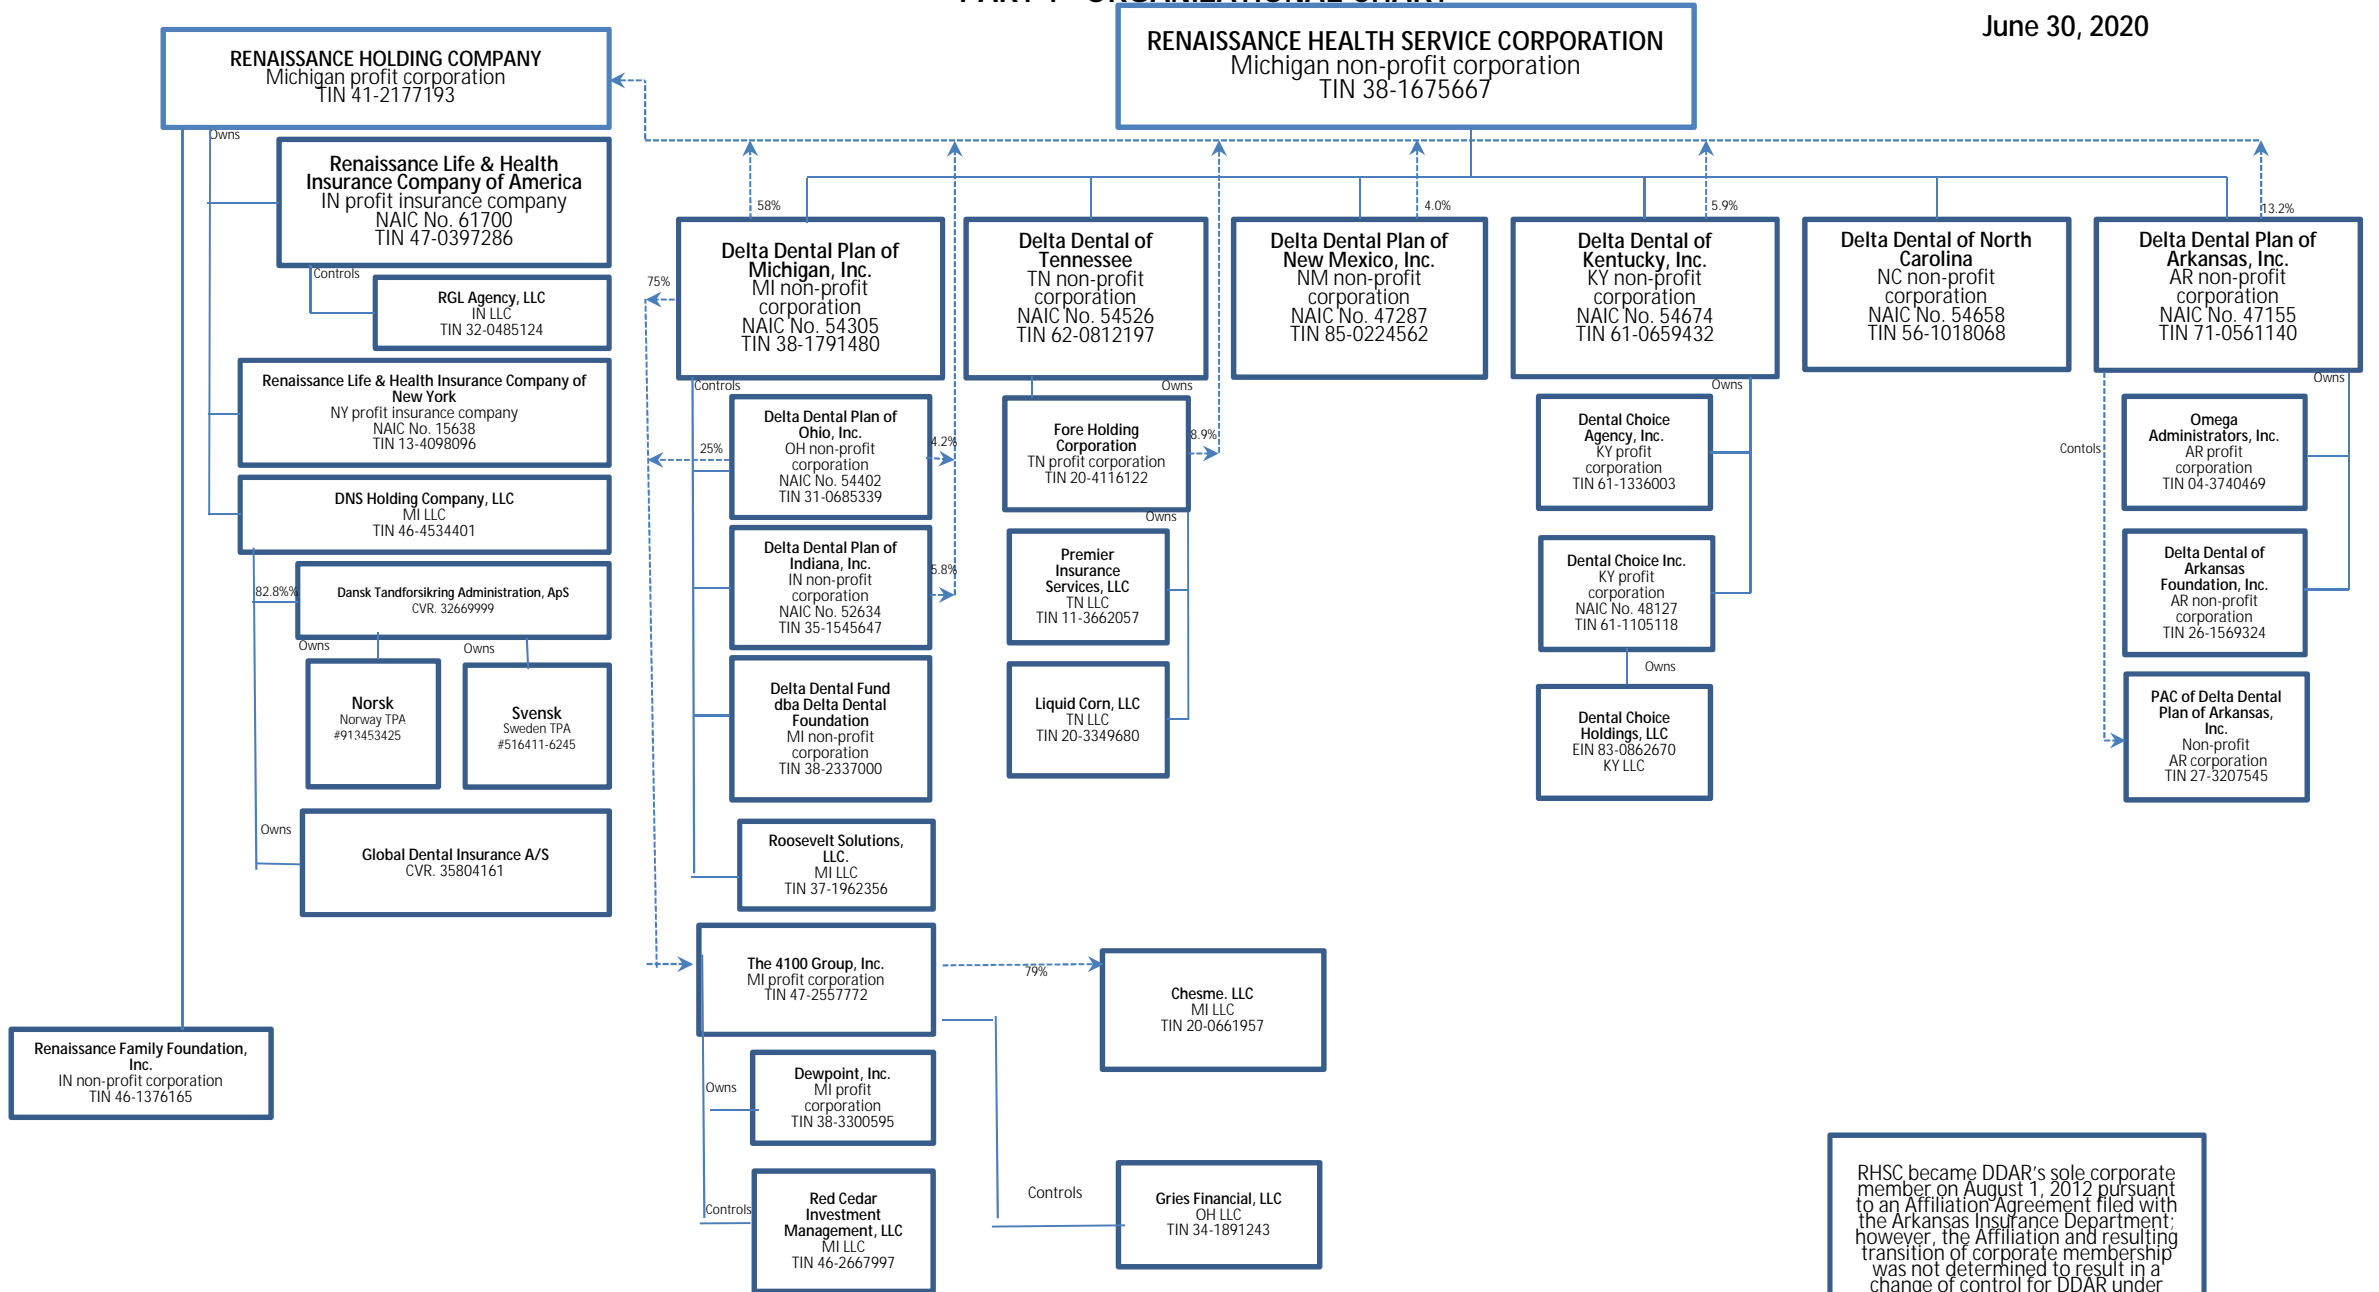 PART 1 - ORGANIZATIONAL CHART
June 30, 2020
RENAISSANCE HOLDING COMPANY
Michigan profit corporation
TIN 41-2177193
RENAISSANCE HEALTH SERVICE CORPORATION
Michigan non-profit corporation
TIN 38-1675667
Owns
Renaissance Life & Health
Insurance Company of America
IN profit insurance company
NAIC No. 61700
TIN 47-0397286
Controls
RGL Agency, LLC
IN LLC
TIN 32-0485124
Renaissance Life & Health Insurance Company of
New York
NY profit insurance company
NAIC No. 15638
TIN 13-4098096
DNS Holding Company, LLC
MI LLC
TIN 46-4534401
82.8%%
Dansk Tandforsikring Administration, ApS
CVR. 32669999
Owns
Owns
Norsk
Norway TPA
#913453425
Svensk
Sweden TPA
#516411-6245
Owns
Global Dental Insurance A/S
CVR. 35804161
Renaissance Family Foundation,
Inc.
IN non-profit corporation
TIN 46-1376165
58%
Delta Dental Plan of
Michigan, Inc.
MI non-profit
corporation
NAIC No. 54305
TIN 38-1791480
75%
Controls
Delta Dental Plan of
Ohio, Inc.
OH non-profit
corporation
NAIC No. 54402
TIN 31-0685339
25%
4.2%
Delta Dental Plan of
Indiana, Inc.
IN non-profit
corporation
NAIC No. 52634
TIN 35-1545647
5.8%
Delta Dental Fund
dba Delta Dental
Foundation
MI non-profit
corporation
TIN 38-2337000
Roosevelt Solutions,
LLC.
MI LLC
TIN 37-1962356
The 4100 Group, Inc.
MI profit corporation
TIN 47-2557772
79%
Chesme. LLC
MI LLC
TIN 20-0661957
Owns
Dewpoint, Inc.
MI profit
corporation
TIN 38-3300595
Controls
Red Cedar
Investment
Management, LLC
MI LLC
TIN 46-2667997
Controls
Gries Financial, LLC
OH LLC
TIN 34-1891243
Delta Dental of
Tennessee
TN non-profit
corporation
NAIC No. 54526
TIN 62-0812197
Owns
Fore Holding
Corporation
TN profit corporation
TIN 20-4116122
8.9%
Owns
Premier
Insurance
Services, LLC
TN LLC
TIN 11-3662057
Liquid Corn, LLC
TN LLC
TIN 20-3349680
4.0%
Delta Dental Plan of
New Mexico, Inc.
NM non-profit
corporation
NAIC No. 47287
TIN 85-0224562
5.9%
Delta Dental of
Kentucky, Inc.
KY non-profit
corporation
NAIC No. 54674
TIN 61-0659432
Owns
Dental Choice
Agency, Inc.
KY profit
corporation
TIN 61-1336003
Dental Choice Inc.
KY profit
corporation
NAIC No. 48127
TIN 61-1105118
Owns
Dental Choice
Holdings, LLC
EIN 83-0862670
KY LLC
Delta Dental of North
Carolina
NC non-profit
corporation
NAIC No. 54658
TIN 56-1018068
13.2%
Delta Dental Plan of
Arkansas, Inc.
AR non-profit
corporation
NAIC No. 47155
TIN 71-0561140
Owns
Contols
Omega
Administrators, Inc.
AR profit
corporation
TIN 04-3740469
Delta Dental of
Arkansas
Foundation, Inc.
AR non-profit
corporation
TIN 26-1569324
PAC of Delta Dental
Plan of Arkansas,
Inc.
Non-profit
AR corporation
TIN 27-3207545
RHSC became DDAR's sole corporate
member on August 1, 2012 pursuant
to an Affiliation Agreement filed with
the Arkansas Insurance Department;
however, the Affiliation and resulting
transition of corporate membership
was not determined to result in a
change of control for DDAR under